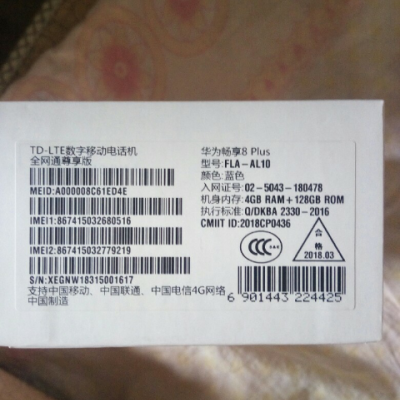 TD-LTE数字移动电话机
全网通尊享版
MEID:A000008C61ED4E
IMEI1:867415032680516
IMEI2:867415032779219
S/N:XEGNW18315001617
支持中国移动、中国联通、中国电信4G网络
中国制造
华为畅享8 Plus
型号:FLA-AL10
颜色:蓝色
入网证号: 02-5043-180478
机身内存: 4GB RAM+128GB ROM
执行标准: Q/DKBA 2330-2016
CMIIT ID:2018CP0436
CCC
合
格
2018.03
6 901443 224425